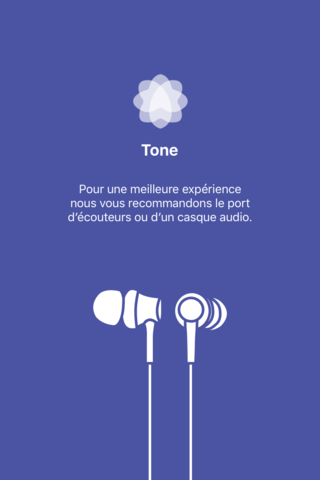 Tone
Pour une meilleure expérience
nous vous recommandons le port
d’écouteurs ou d’un casque audio.